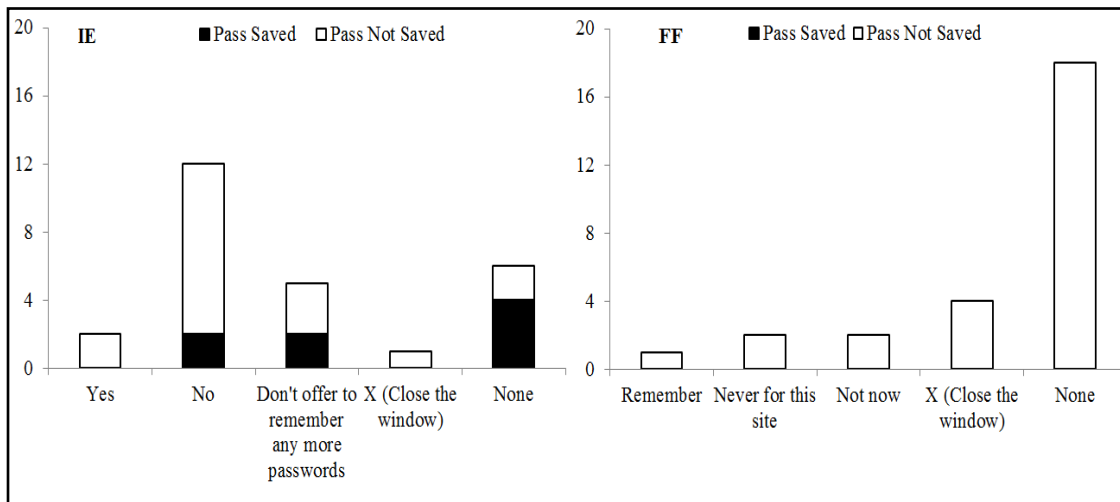 IE
Pass Saved Pass Not Saved
20
16
12
8
4
0
Yes
No
Don't offer to
remember
any more
passwords
X (Close the
window)
None
FF
Pass Saved Pass Not Saved
20
16
12
8
4
0
Remember
Never for this
site
Not now
X (Close the
window)
None